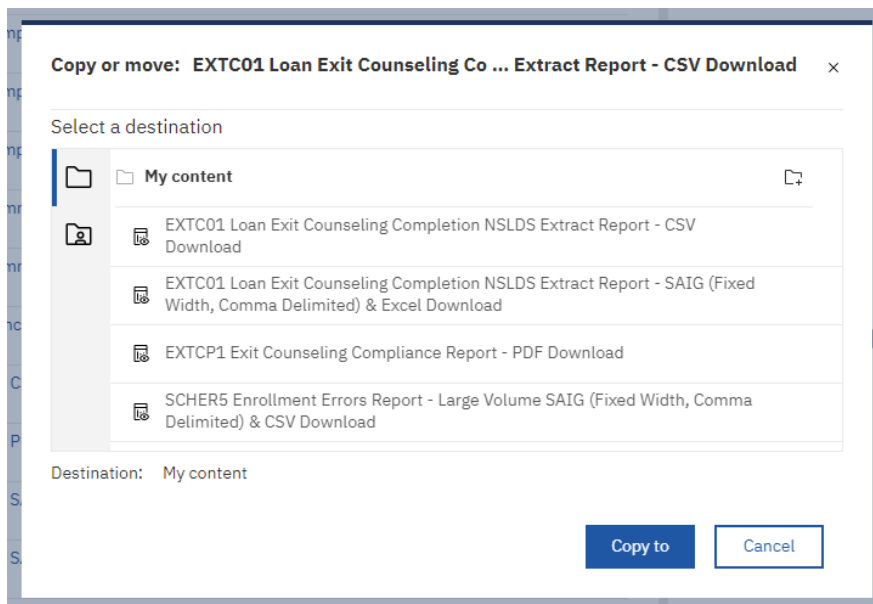 Copy or move: EXTC01 Loan Exit Counseling Co ... Extract Report - CSV Download
Select a destination
My content
EXTC01 Loan Exit Counseling Completion NSLDS Extract Report - CSV
Download
EXTC01 Loan Exit Counseling Completion NSLDS Extract Report - SAIG (Fixed
Width, Comma Delimited) & Excel Download
EXTCP1 Exit Counseling Compliance Report - PDF Download
SCHER5 Enrollment Errors Report - Large Volume SAIG (Fixed Width, Comma
Delimited) & CSV Download
Destination: My content
Copy to
Cancel